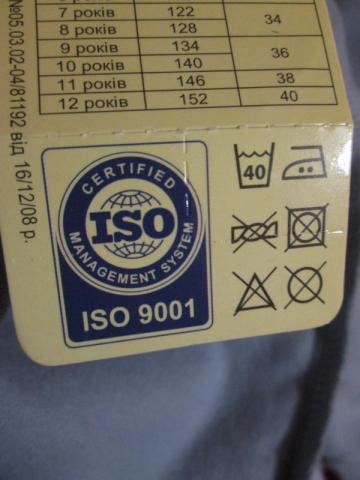 7 років 122 34
8 років 128
9 років 134 36
10 років 140
11 років 146 38
12 років 152 40
№05.03.02-04/81192 від 16/12/08 р.
CERTIFIED
ISO
MANAGEMENT SYSTEM
ISO 9001
40